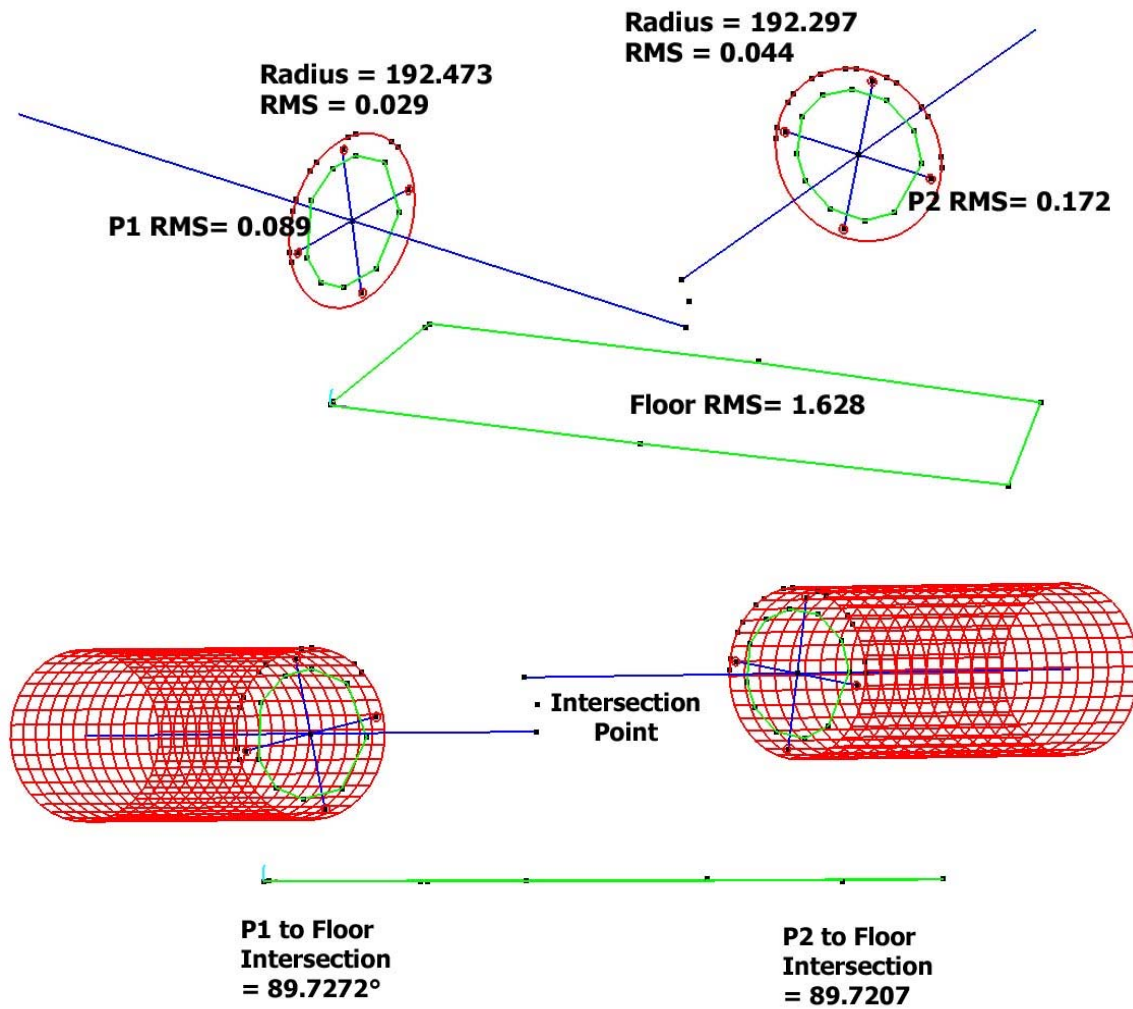 Radius = 192.297
RMS = 0.044
Radius = 192.473
RMS = 0.029
P1 RMS= 0.089
P2 RMS= 0.172
Floor RMS= 1.628
Intersection
Point
P1 to Floor
Intersection
= 89.7272°
P2 to Floor
Intersection
= 89.7207